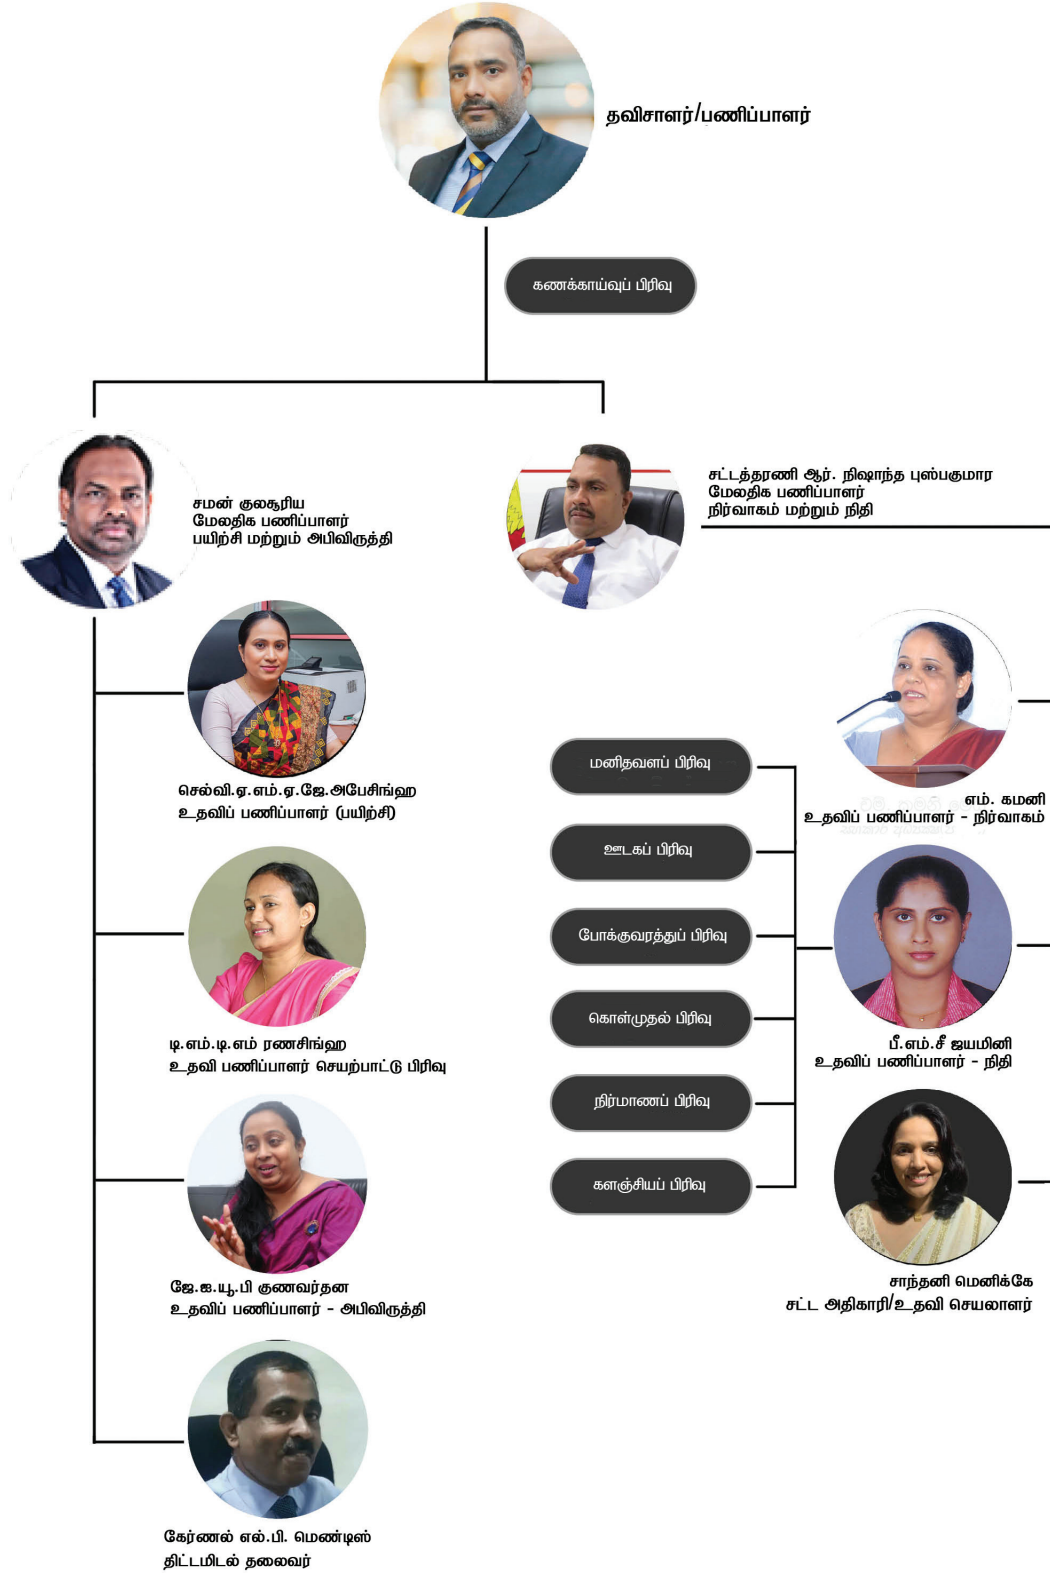 தவிசாளர்/பணிப்பாளர்
கணக்காய்வுப் பிரிவு
சமன் குலசூரிய
மேலதிக பணிப்பாளர்
பயிற்சி மற்றும் அபிவிருத்தி
சட்டத்தரணி ஆர். நிஷாந்த புஸ்பகுமார
மேலதிக பணிப்பாளர்
நிர்வாகம் மற்றும் நிதி
செல்வி.ஏ.எம்.ஏ.ஜே.அபேசிங்ஹ
உதவிப் பணிப்பாளர் (பயிற்சி)
டி.எம்.டி.எம் ரணசிங்ஹ
உதவி பணிப்பாளர் செயற்பாட்டு பிரிவு
ஜே.ஐ.யூ.பி குணவர்தன
உதவிப் பணிப்பாளர் - அபிவிருத்தி
கேர்ணல் எல்.பி. மெண்டிஸ்
திட்டமிடல் தலைவர்
மனிதவளப் பிரிவு
ஊடகப் பிரிவு
போக்குவரத்துப் பிரிவு
கொள்முதல் பிரிவு
நிர்மாணப் பிரிவு
களஞ்சியப் பிரிவு
எம். கமனி
உதவிப் பணிப்பாளர் - நிர்வாகம்
பீ.எம்.சீ ஜயமினி
உதவிப் பணிப்பாளர் - நிதி
சாந்தனி மெனிக்கே
சட்ட அதிகாரி/உதவி செயலாளர்